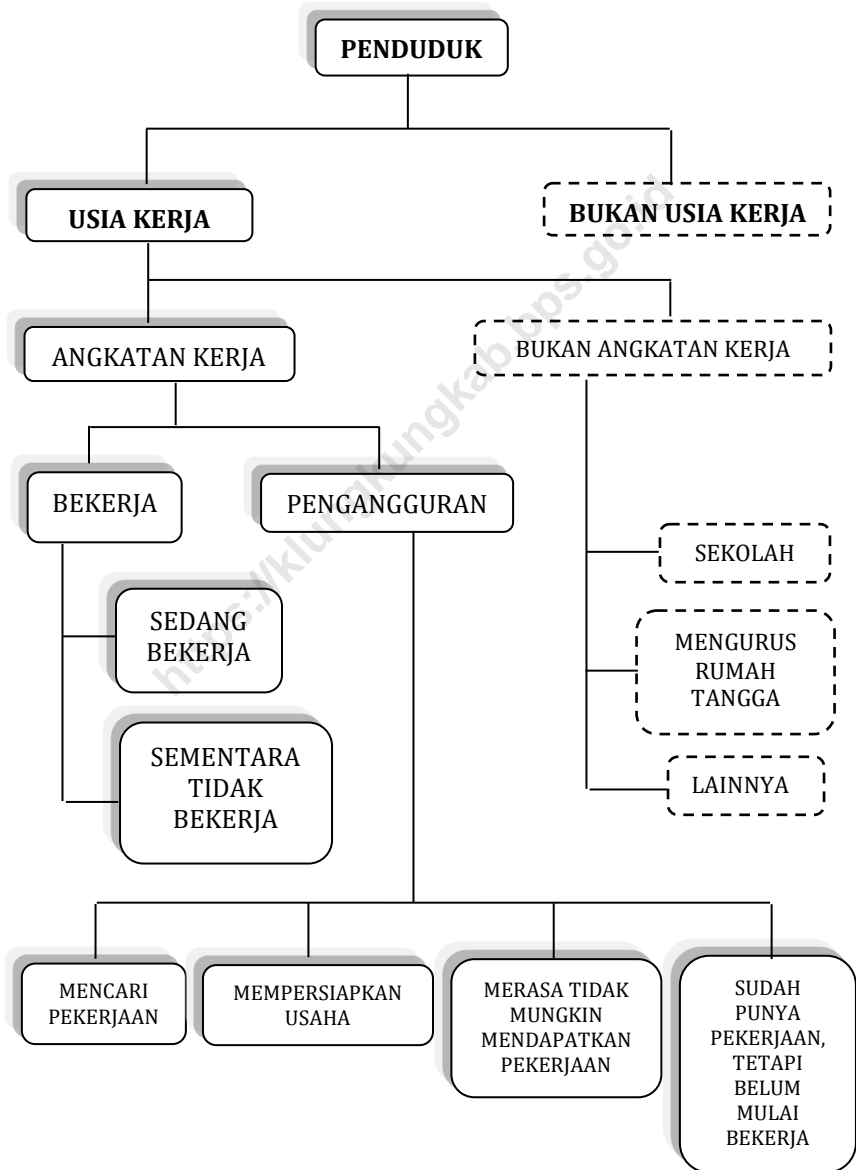 PENDUDUK
USIA KERJA
BUKAN USIA KERJA
ANGKATAN KERJA
BUKAN ANGKATAN KERJA
BEKERJA
PENGANGGURAN
SEKOLAH
SEDANG
BEKERJA
MENGURUS
RUMAH
TANGGA
SEMENTARA
TIDAK
BEKERJA
LAINNYA
MENCARI
PEKERJAAN
MEMPERSIAPKAN
USAHA
MERASA TIDAK
MUNGKIN
MENDAPATKAN
PEKERJAAN
SUDAH
PUNYA
PEKERJAAN,
TETAPI
BELUM
MULAI
BEKERJA
https://klungkungkab.bps.go.id